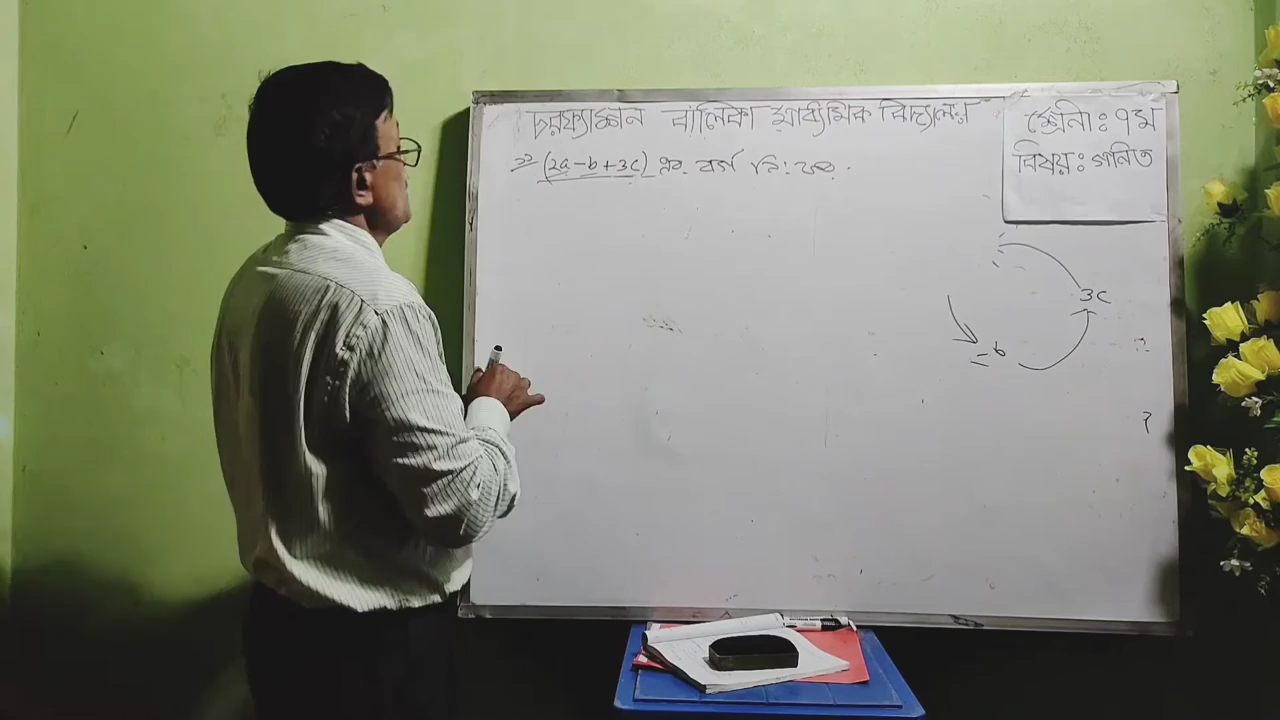 চরফ্যাশন বালিকা মাধ্যমিক বিদ্যালয়
শ্রেনীঃ ৭ম
বিষয়ঃ গনিত
(2a-b+3c) এর বর্গ নি:
3c
-b